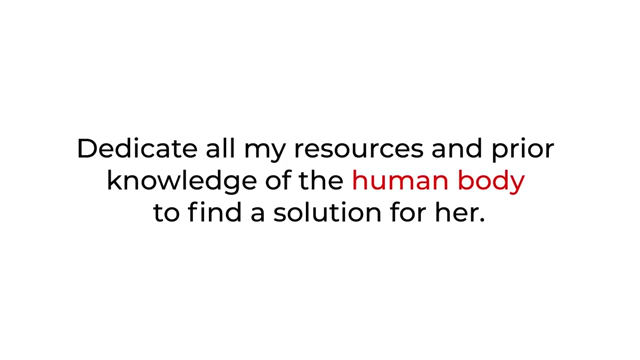 Dedicate all my resources and prior
knowledge of the human body
to find a solution for her.